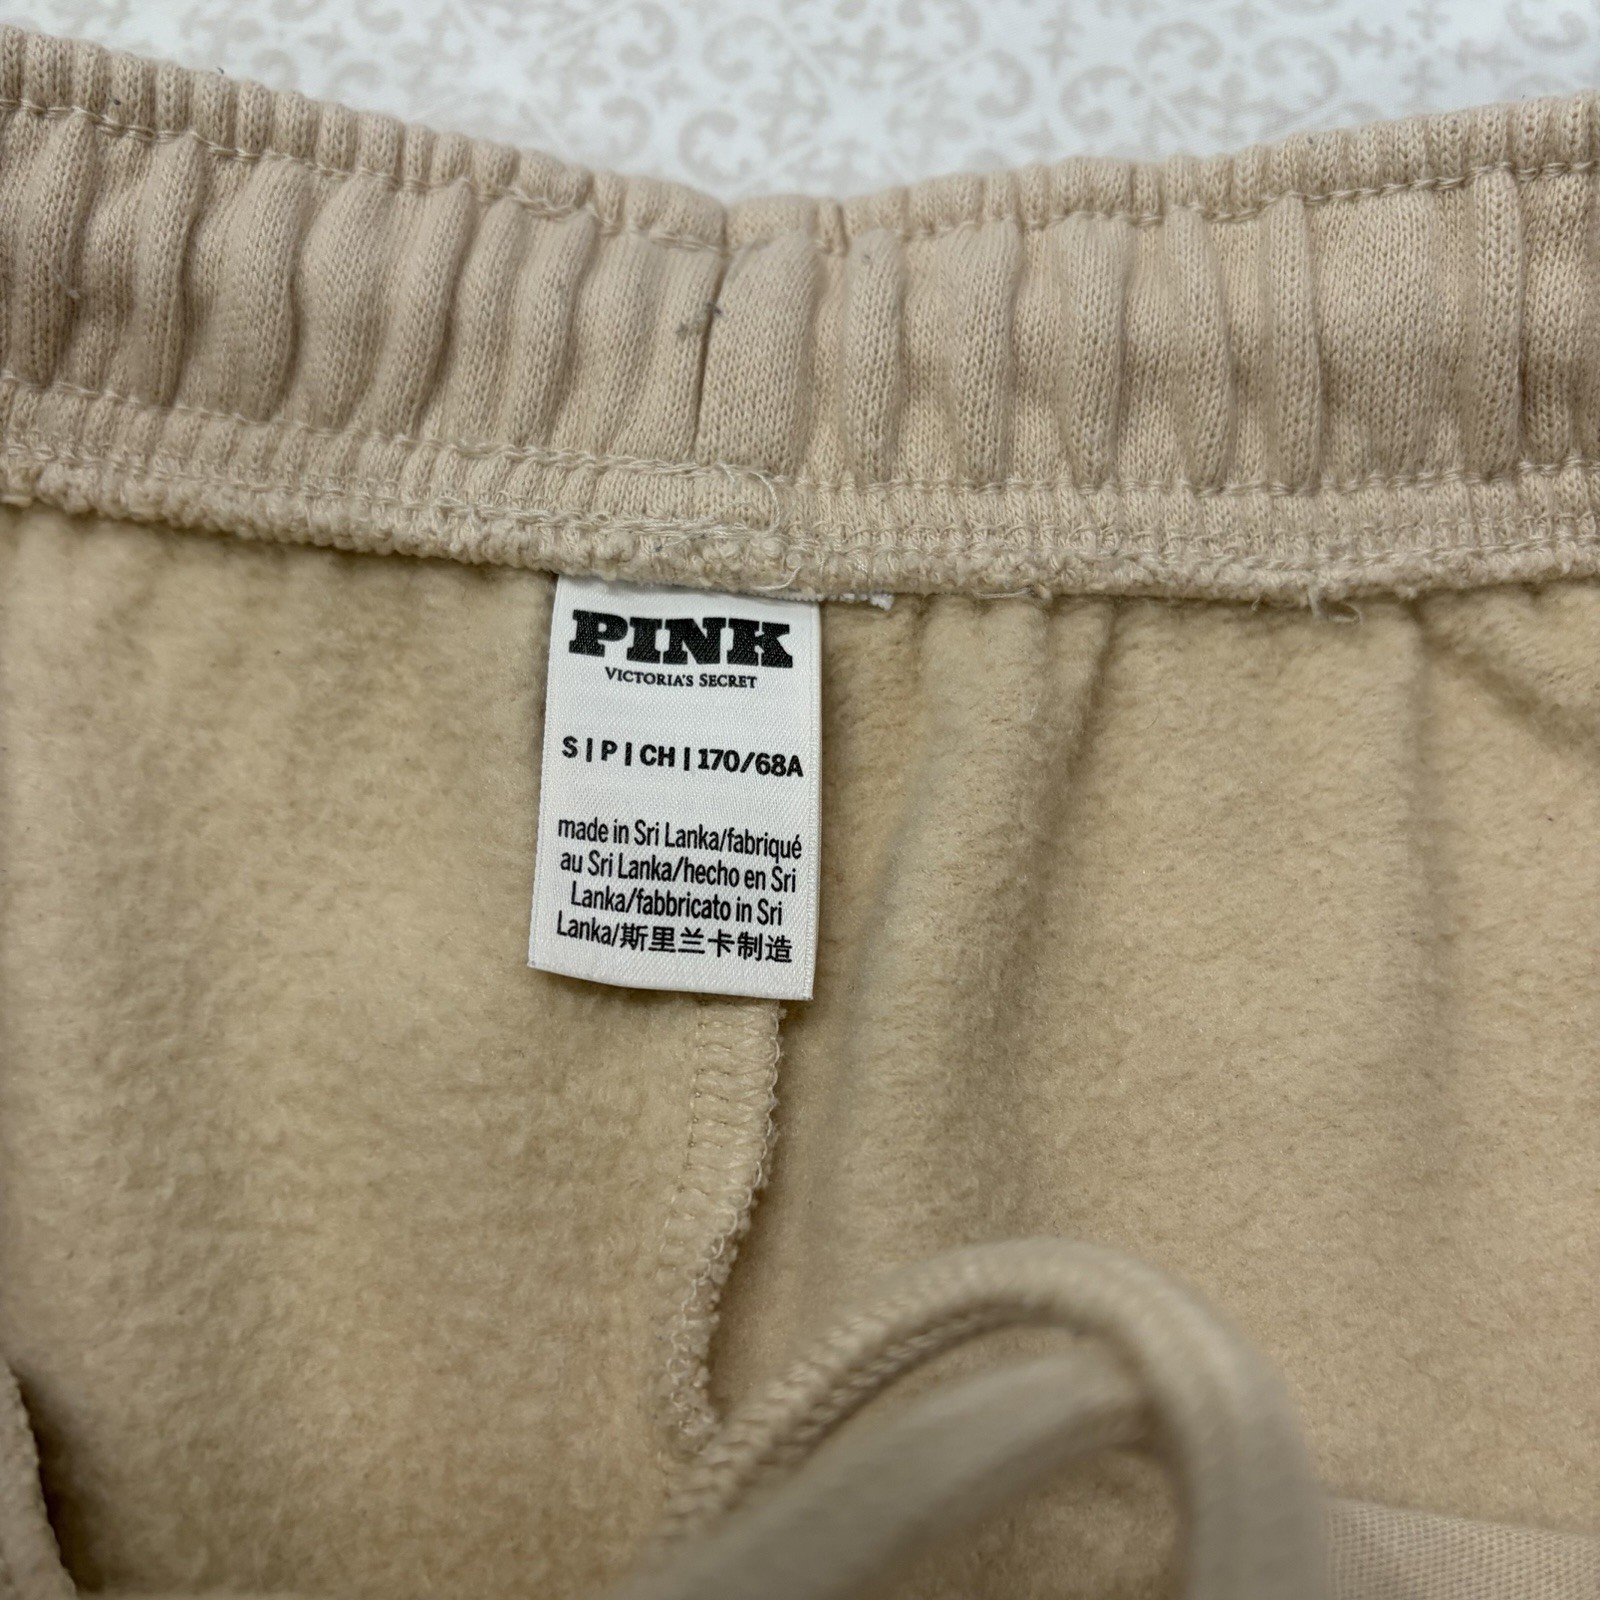 PINK
VICTORIA'S SECRET
S | P | CH | 170/68A
made in Sri Lanka/fabriqué
au Sri Lanka/hecho en Sri
Lanka/fabbricato in Sri
Lanka/斯里兰卡制造